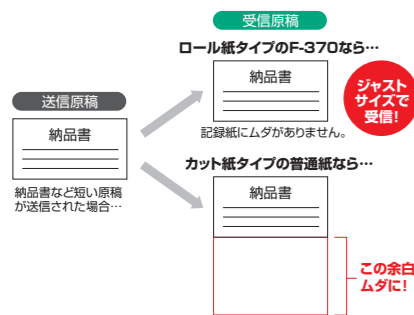 受信原稿
ロール紙タイプのF-370なら…
送信原稿
納品書
納品書
ジャスト
サイズで
受信!
記録紙にムダがありません。
納品書など短い原稿
が送信された場合…
カット紙タイプの普通紙なら…
納品書
この余白
ムダに!